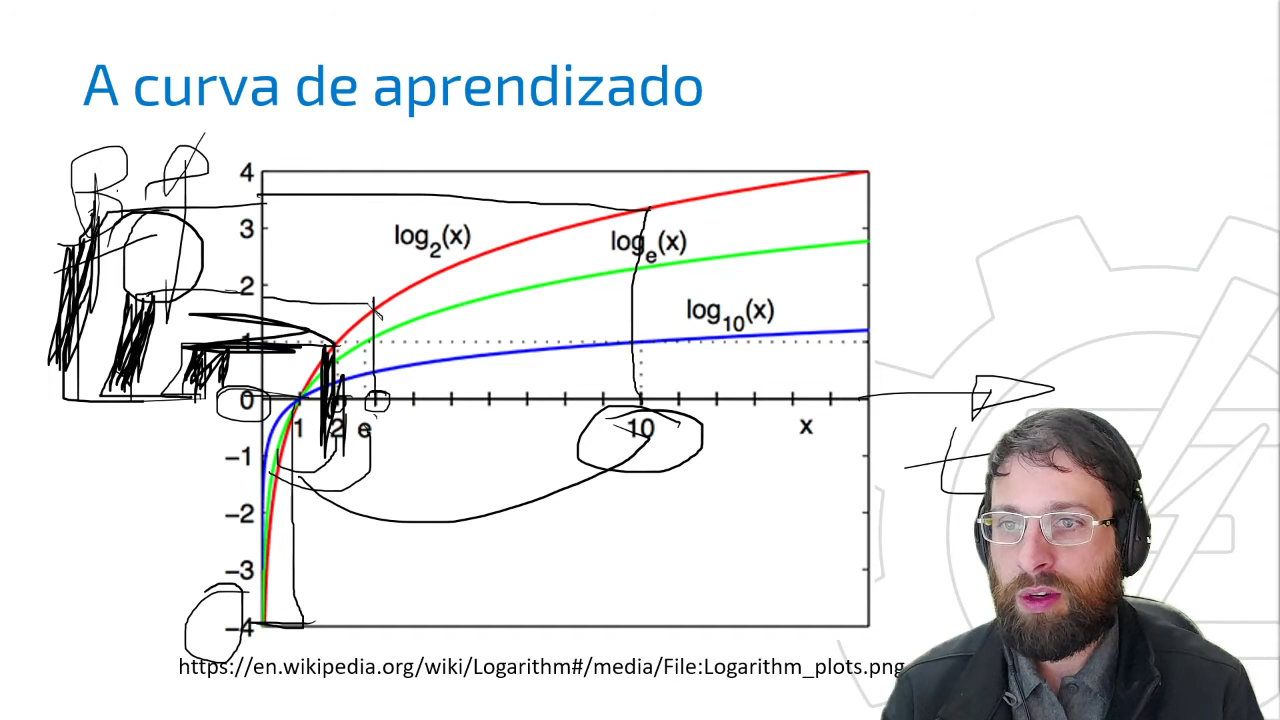 A curva de aprendizado
4
3
2
1
0
−1
−2
−3
−4
log2(x)
loge(x)
log10(x)
1 2 e 10 x
https://en.wikipedia.org/wiki/Logarithm#/media/File:Logarithm_plots.png